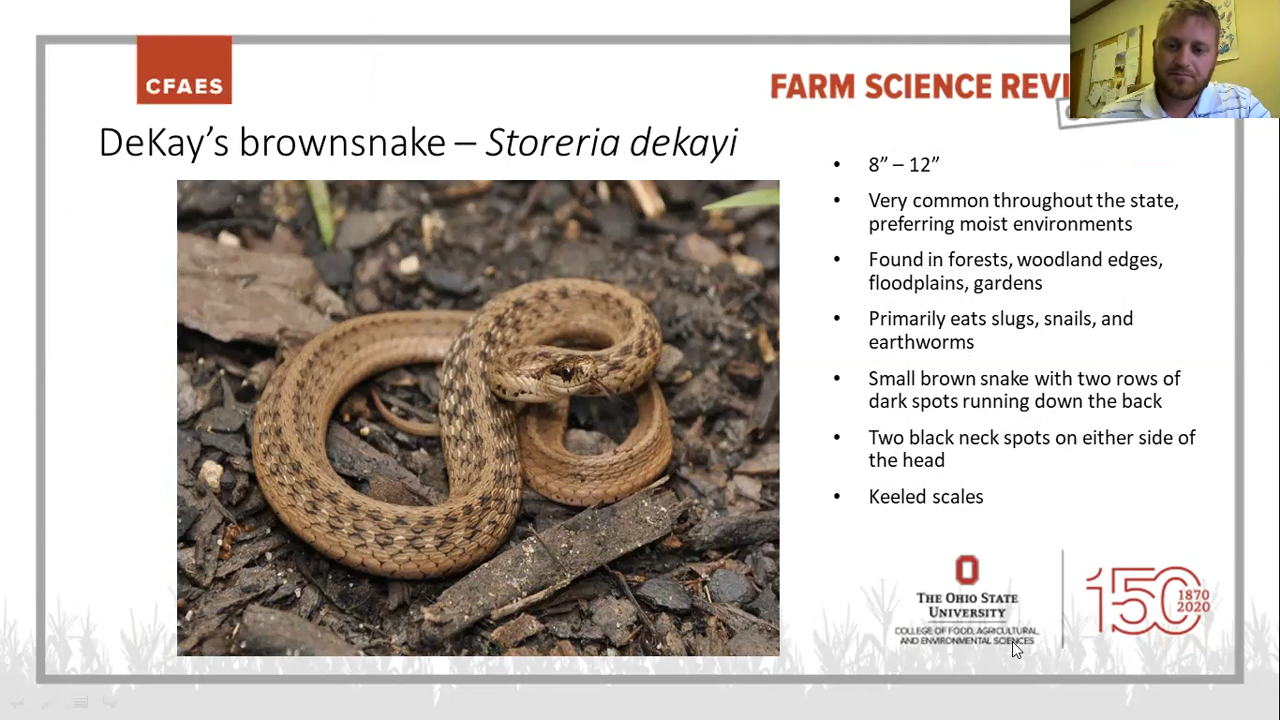 CFAES
FARM SCIENCE REVI
DeKay's brownsnake – Storeria dekayi
• 8” – 12”
• Very common throughout the state,
preferring moist environments
• Found in forests, woodland edges,
floodplains, gardens
• Primarily eats slugs, snails, and
earthworms
• Small brown snake with two rows of
dark spots running down the back
• Two black neck spots on either side of
the head
• Keeled scales
THE OHIO STATE
UNIVERSITY
COLLEGE OF FOOD, AGRICULTURAL,
AND ENVIRONMENTAL SCIENCES
150
1870
2020